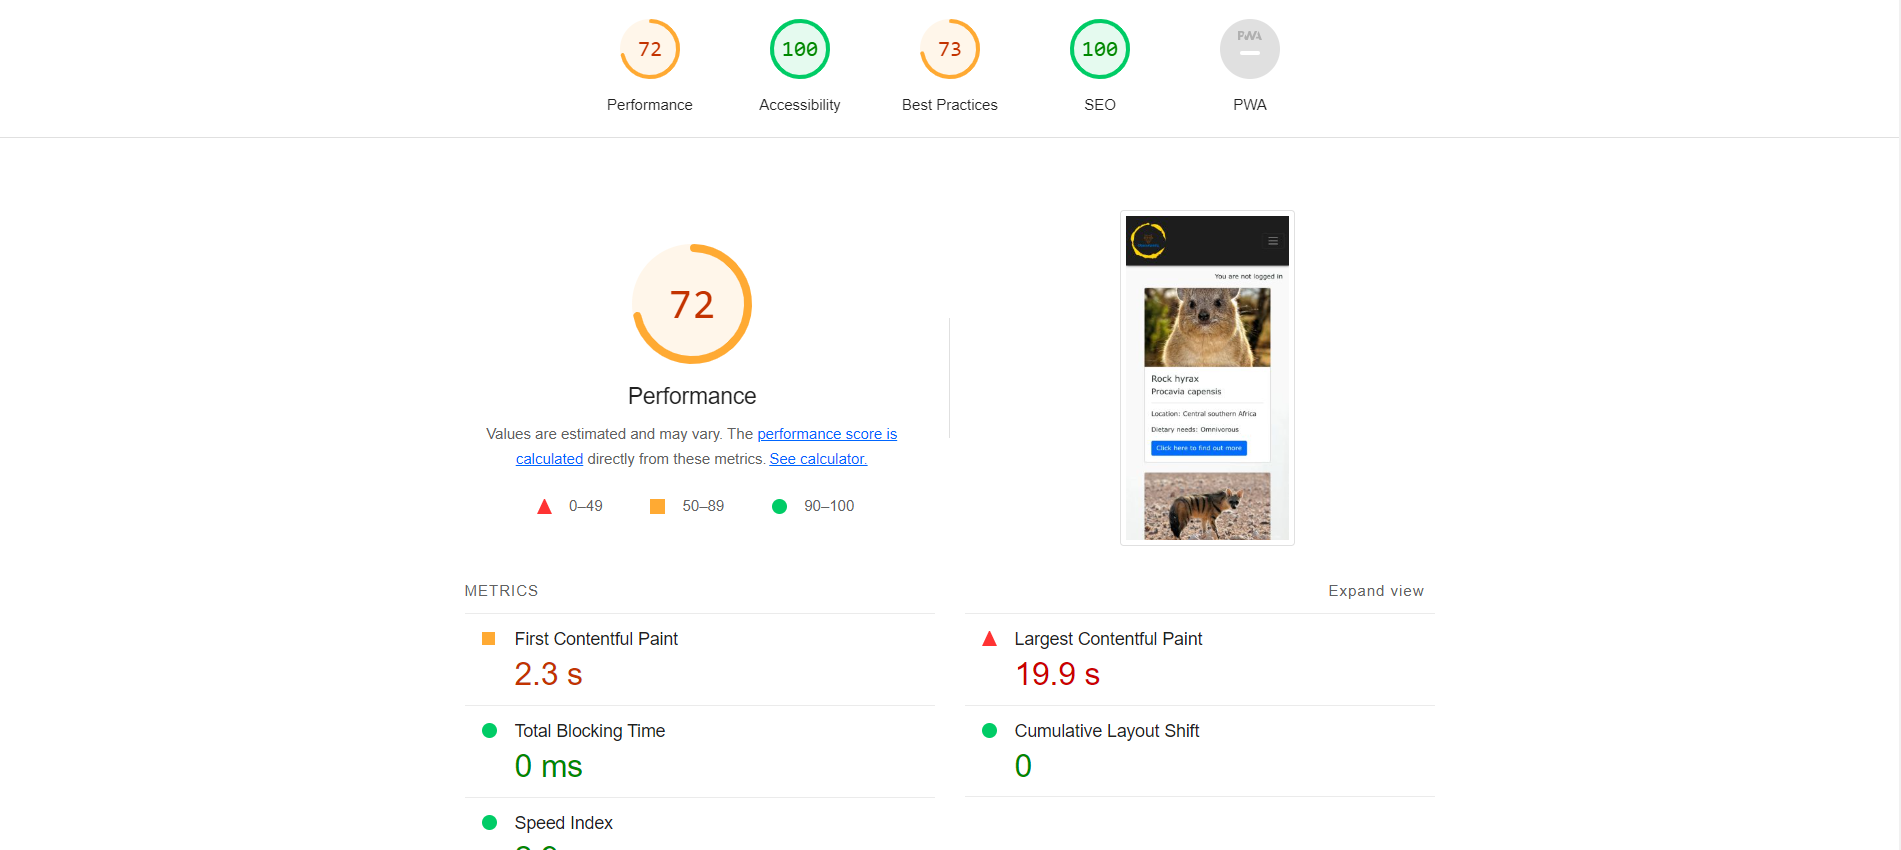 72
100
73
100
PWA
Performance
Accessibility
Best Practices
SEO
PWA
72
Performance
Values are estimated and may vary. The performance score is
calculated directly from these metrics. See calculator.
0–49
50–89
90–100
You are not logged in
Rock hyrax
Procavia capensis
Location: Central southern Africa
Dietary needs: Omnivorous
Click here to find out more
METRICS
Expand view
First Contentful Paint
2.3 s
Largest Contentful Paint
19.9 s
Total Blocking Time
0 ms
Cumulative Layout Shift
0
Speed Index